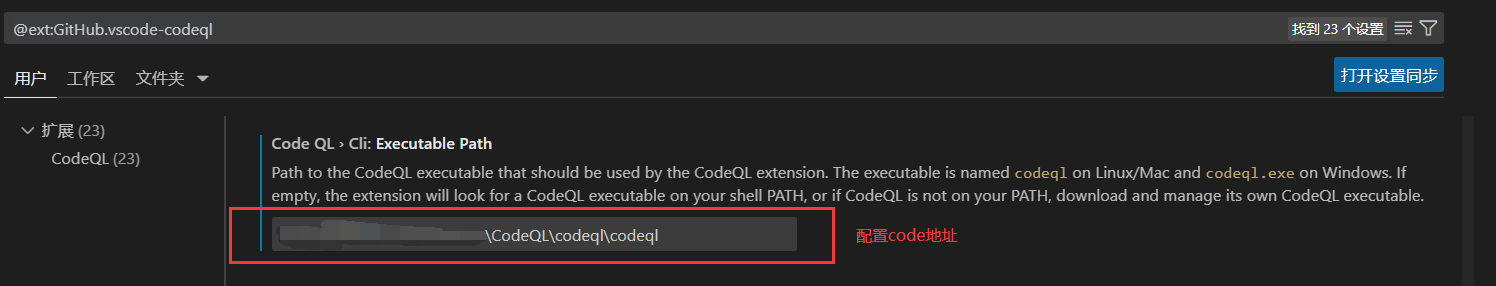 @ext:GitHub.vscode-codeql
找到 23 个设置
用户 工作区 文件夹
打开设置同步
扩展 (23)
CodeQL (23)
Code QL › Cli: Executable Path
Path to the CodeQL executable that should be used by the CodeQL extension. The executable is named codeql on Linux/Mac and codeql.exe on Windows. If
empty, the extension will look for a CodeQL executable on your shell PATH, or if CodeQL is not on your PATH, download and manage its own CodeQL executable.
\CodeQL\codeql\codeql
配置code地址